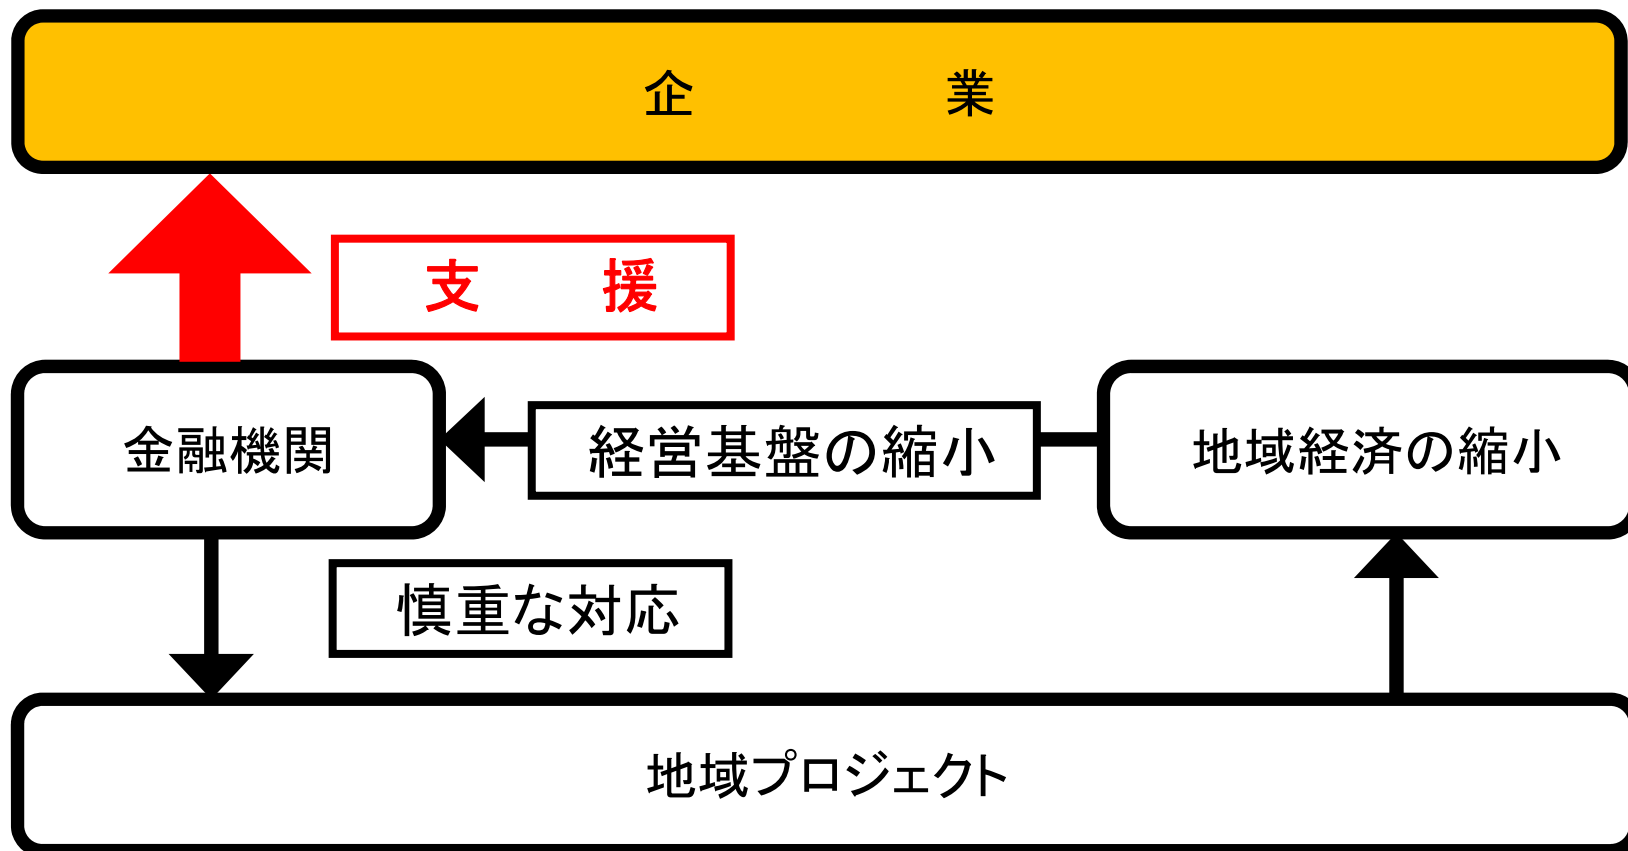 企　業
支　援
金融機関
経営基盤の縮小
地域経済の縮小
慎重な対応
地域プロジェクト